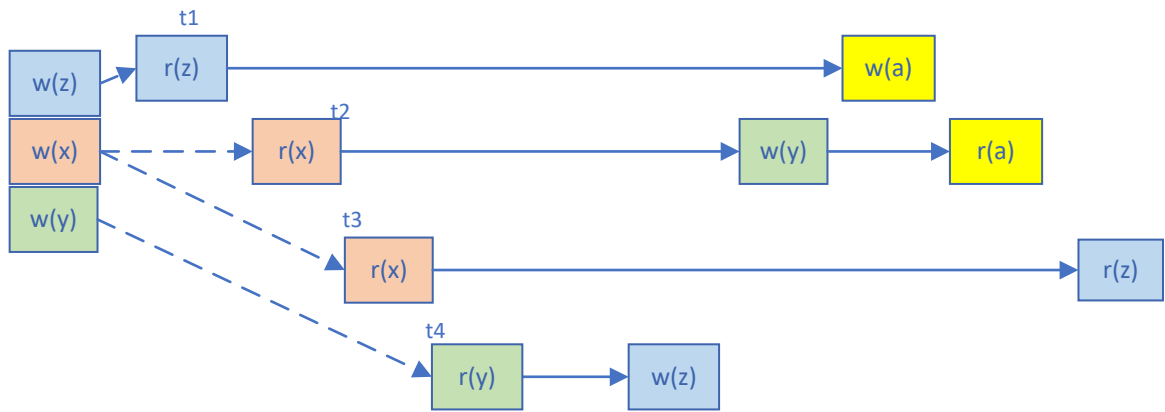 t1
w(z) r(z) w(a)
t2
w(x) r(x) w(y) r(a)
w(y)
t3
r(x) r(z)
t4
r(y) w(z)